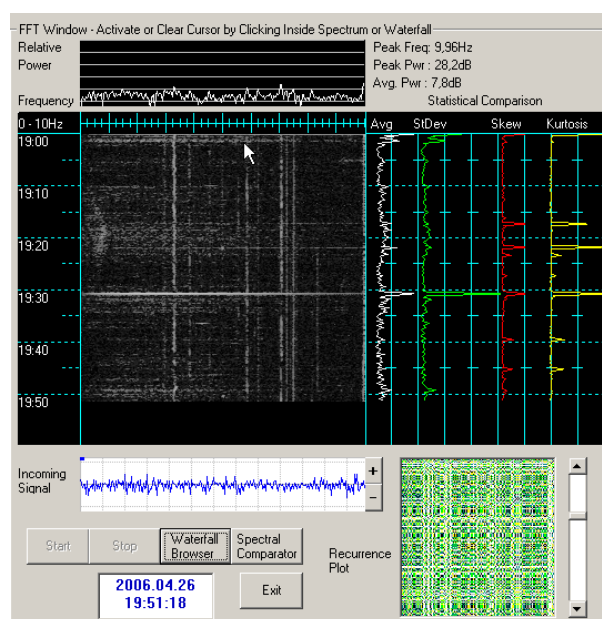 FFT Window - Activate or Clear Cursor by Clicking Inside Spectrum or Waterfall
Relative
Power
Peak Freq: 9,96Hz
Peak Pwr : 28,2dB
Avg. Pwr : 7,8dB
Frequency
Statistical Comparison
0 - 10Hz
Avg StDev Skew Kurtosis
19:00
19:10
19:20
19:30
19:40
19:50
Incoming
Signal
+
-
Start
Stop
Waterfall
Browser
Spectral
Comparator
Recurrence
Plot
2006.04.26
19:51:18
Exit